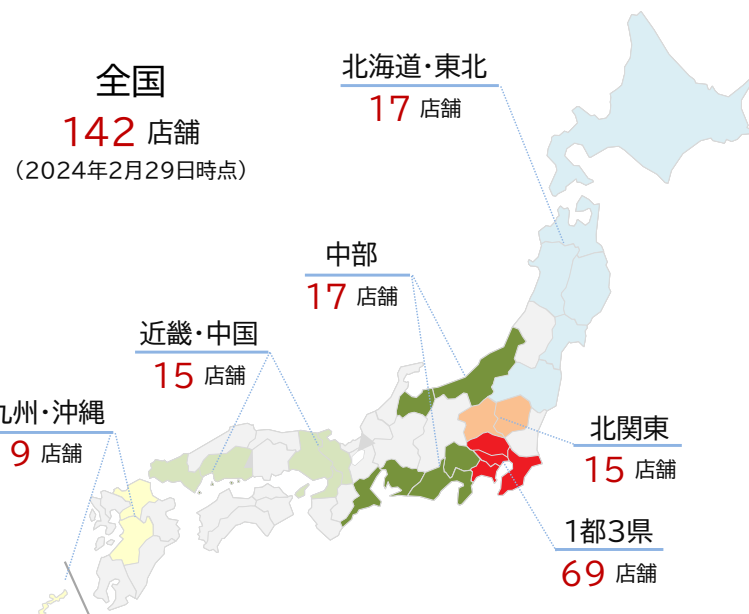 全国
142 店舗
（2024年2月29日時点）
北海道・東北
17 店舗
中部
17 店舗
近畿・中国
15 店舗
九州・沖縄
9 店舗
北関東
15 店舗
1都3県
69 店舗